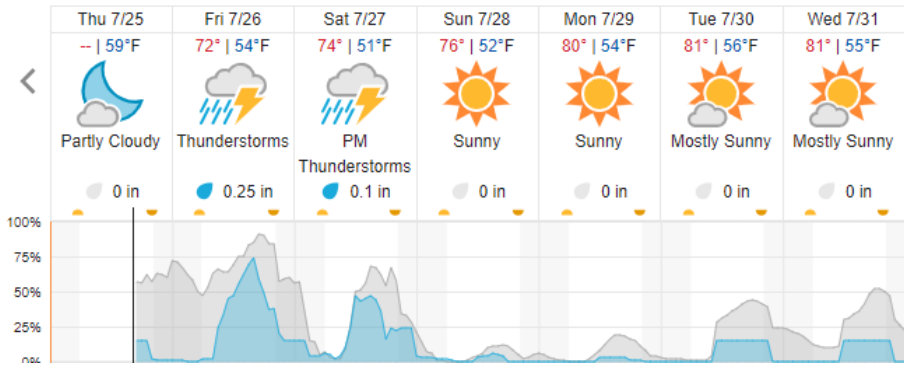 Thu 7/25 Fri 7/26 Sat 7/27 Sun 7/28 Mon 7/29 Tue 7/30 Wed 7/31
-- | 59°F 72° | 54°F 74° | 51°F 76° | 52°F 80° | 54°F 81° | 56°F 81° | 55°F
Partly Cloudy Thunderstorms PM Sunny Sunny Mostly Sunny Mostly Sunny
Thunderstorms
0 in 0.25 in 0.1 in 0 in 0 in 0 in 0 in
100%
75%
50%
25%
0%